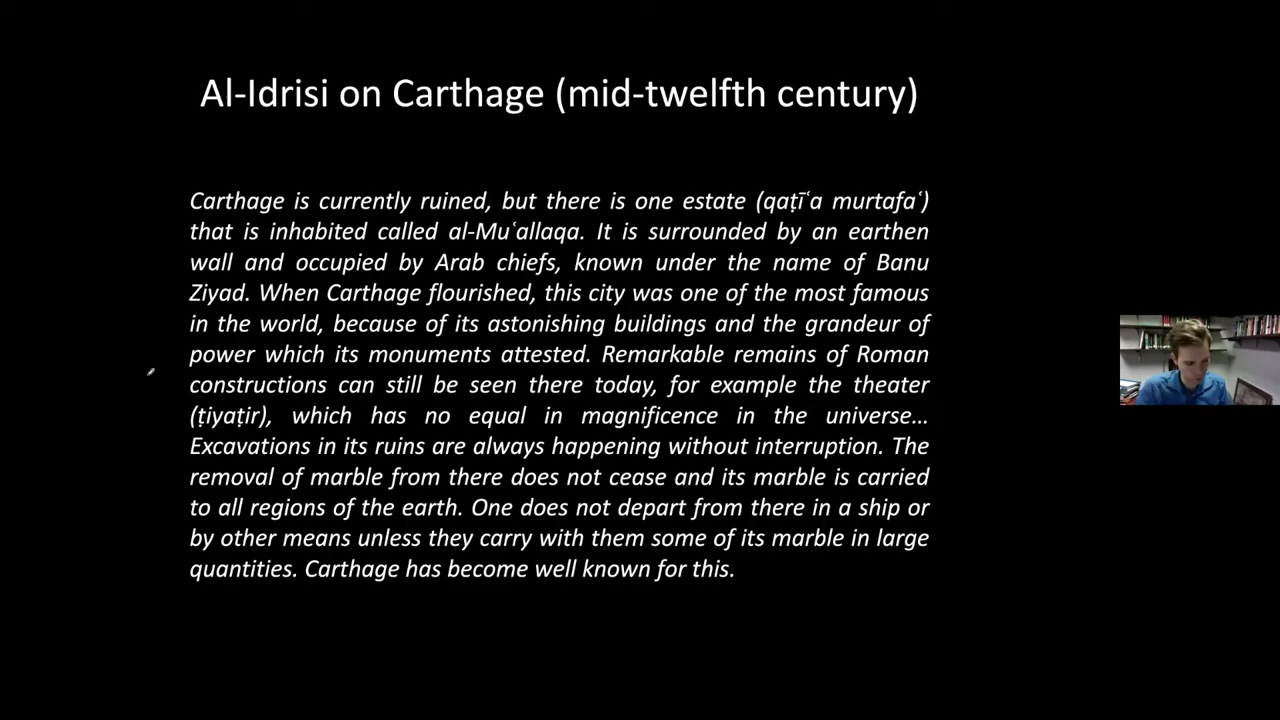 Al-Idrisi on Carthage (mid-twelfth century)
Carthage is currently ruined, but there is one estate (qaṭīʿa murtafaʿ)
that is inhabited called al-Muʿallaqa. It is surrounded by an earthen
wall and occupied by Arab chiefs, known under the name of Banu
Ziyad. When Carthage flourished, this city was one of the most famous
in the world, because of its astonishing buildings and the grandeur of
power which its monuments attested. Remarkable remains of Roman
constructions can still be seen there today, for example the theater
(ṭiyaṭir), which has no equal in magnificence in the universe…
Excavations in its ruins are always happening without interruption. The
removal of marble from there does not cease and its marble is carried
to all regions of the earth. One does not depart from there in a ship or
by other means unless they carry with them some of its marble in large
quantities. Carthage has become well known for this.